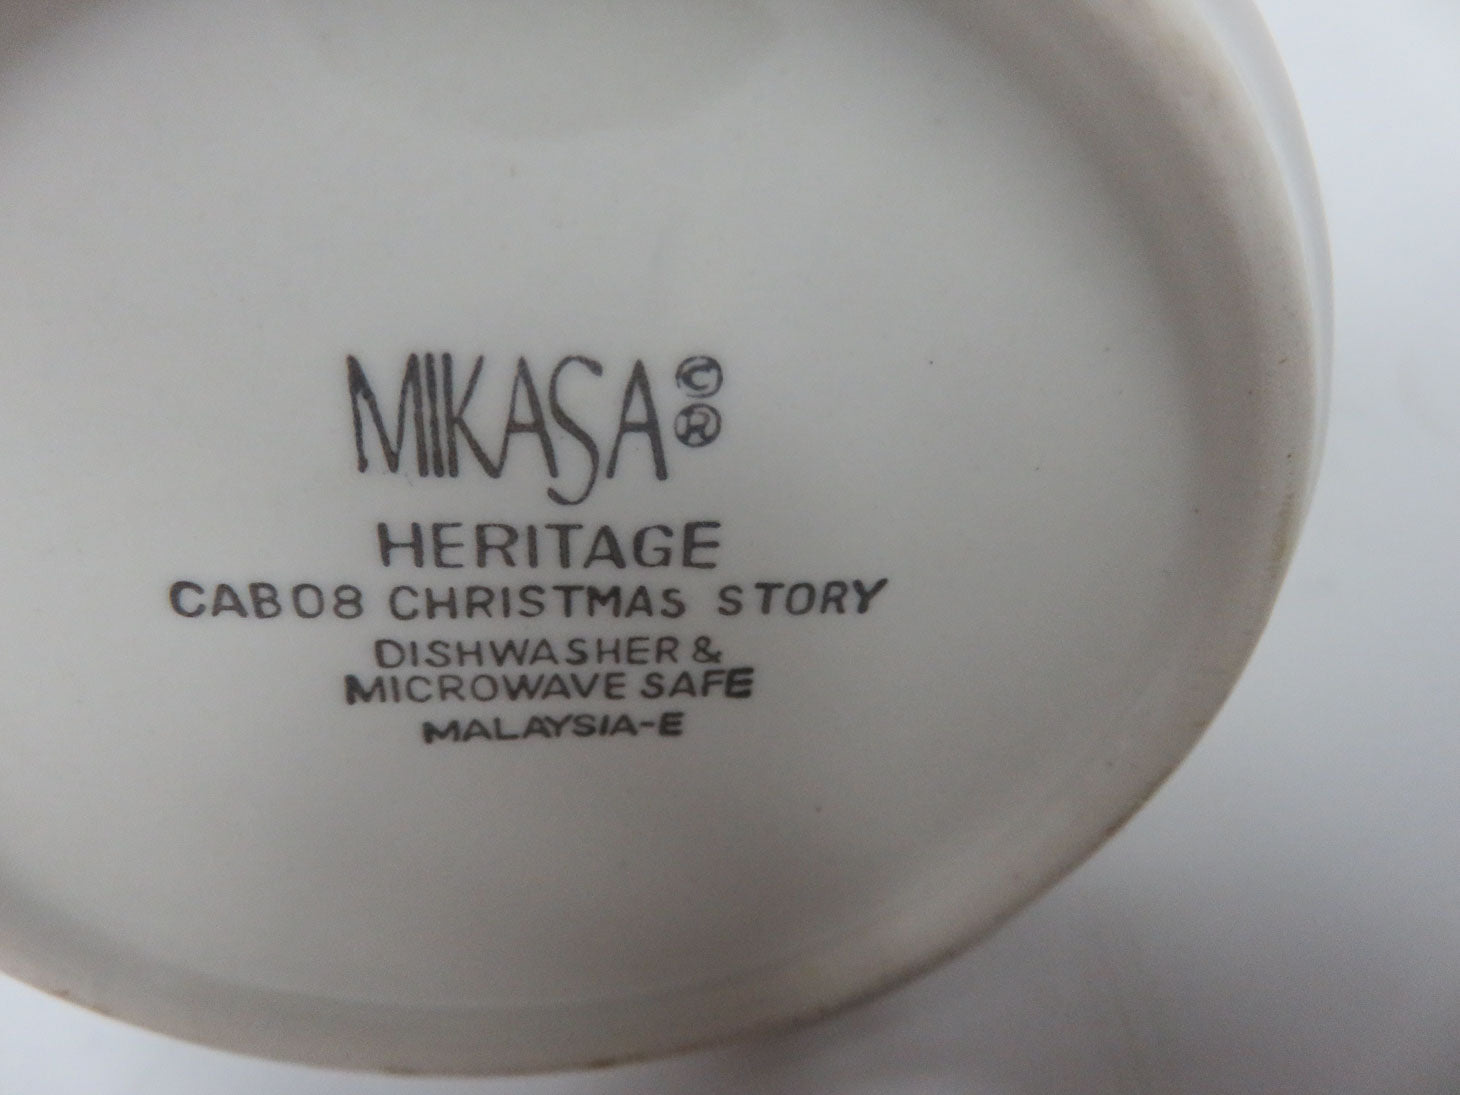 MIKASA©®
HERITAGE
CAB08 CHRISTMAS STORY
DISHWASHER &
MICROWAVE SAFE
MALAYSIA-E